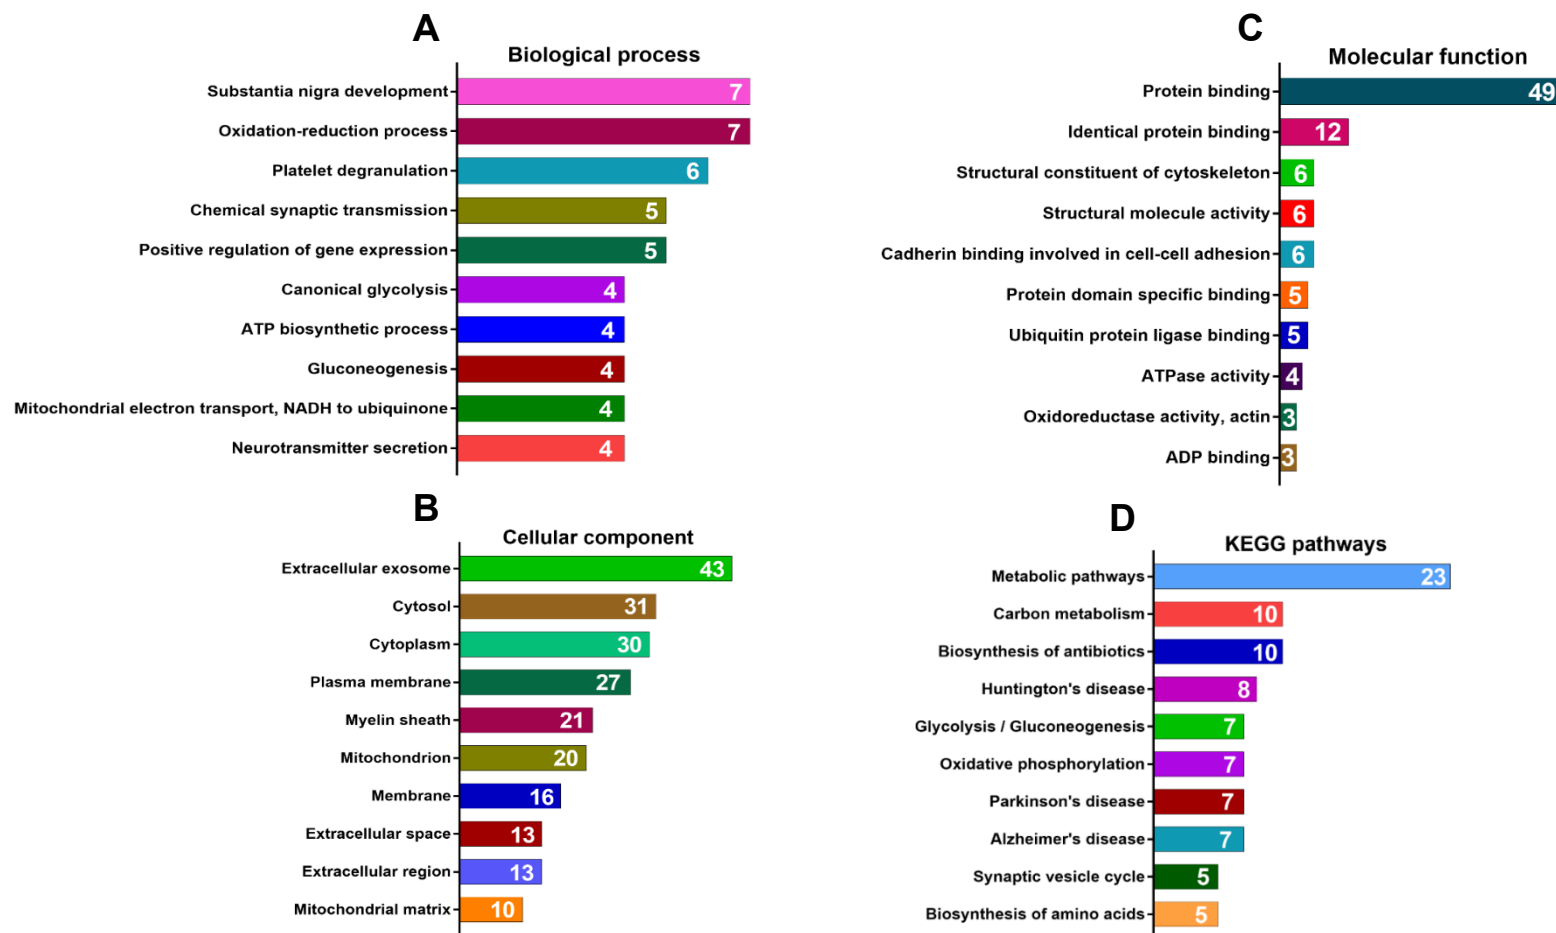 A
Biological process
Substantia nigra development 7
Oxidation-reduction process 7
Platelet degranulation 6
Chemical synaptic transmission 5
Positive regulation of gene expression 5
Canonical glycolysis 4
ATP biosynthetic process 4
Gluconeogenesis 4
Mitochondrial electron transport, NADH to ubiquinone 4
Neurotransmitter secretion 4
B
Cellular component
Extracellular exosome 43
Cytosol 31
Cytoplasm 30
Plasma membrane 27
Myelin sheath 21
Mitochondrion 20
Membrane 16
Extracellular space 13
Extracellular region 13
Mitochondrial matrix 10
C
Molecular function
Protein binding 49
Identical protein binding 12
Structural constituent of cytoskeleton 6
Structural molecule activity 6
Cadherin binding involved in cell-cell adhesion 6
Protein domain specific binding 5
Ubiquitin protein ligase binding 5
ATPase activity 4
Oxidoreductase activity, actin 3
ADP binding 3
D
KEGG pathways
Metabolic pathways 23
Carbon metabolism 10
Biosynthesis of antibiotics 10
Huntington's disease 8
Glycolysis / Gluconeogenesis 7
Oxidative phosphorylation 7
Parkinson's disease 7
Alzheimer's disease 7
Synaptic vesicle cycle 5
Biosynthesis of amino acids 5